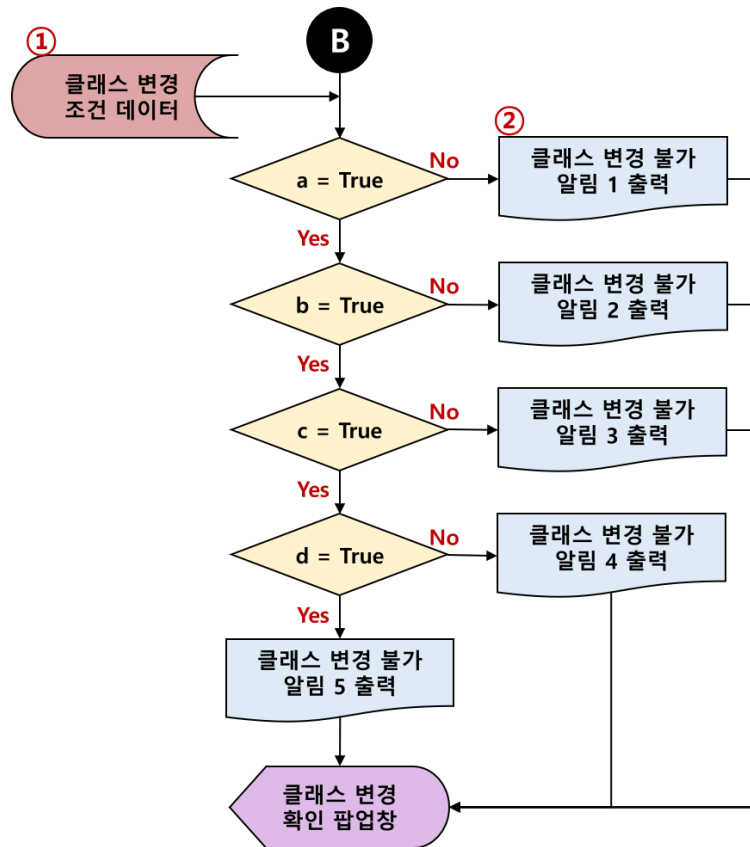 ①
B
클래스 변경
조건 데이터
②
a = True
No
클래스 변경 불가
알림 1 출력
Yes
b = True
No
클래스 변경 불가
알림 2 출력
Yes
c = True
No
클래스 변경 불가
알림 3 출력
Yes
d = True
No
클래스 변경 불가
알림 4 출력
Yes
클래스 변경 불가
알림 5 출력
클래스 변경
확인 팝업창